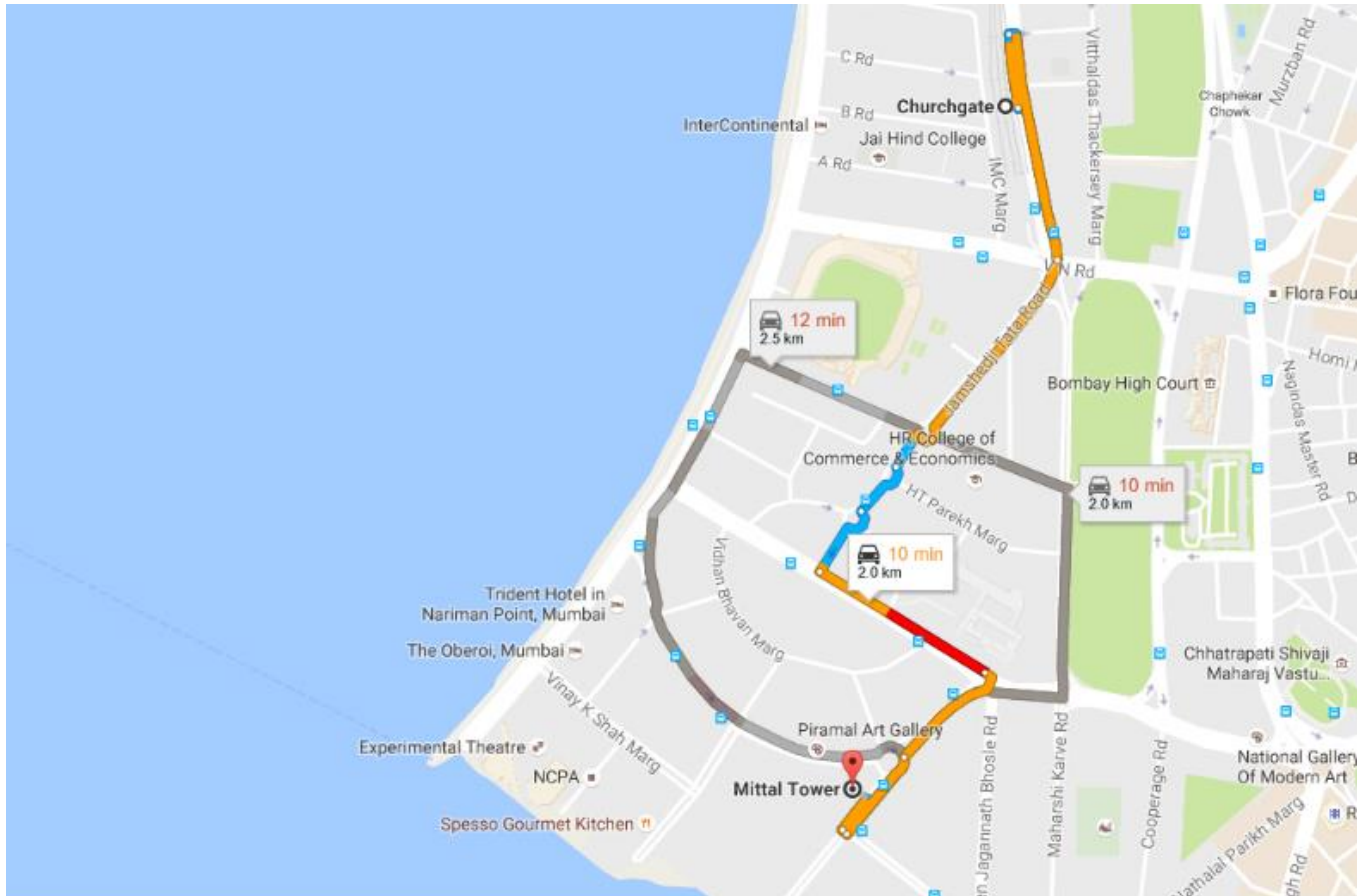 C Rd
Murzban Rd
Vitthaldas Thackersey Marg
Churchgate
Chaphekar
Chowk
B Rd
InterContinental
Jai Hind College
A Rd
IMC Marg
V N Rd
Flora Fou
12 min
2.5 km
Jamshedji Tata Road
Homi
Bombay High Court
Nagindas Master Rd
HR College of
Commerce & Economics
10 min
2.0 km
HT Parekh Marg
10 min
2.0 km
Vidhan Bhavan Marg
Trident Hotel in
Nariman Point, Mumbai
The Oberoi, Mumbai
Chhatrapati Shivaji
Maharaj Vastu...
Vinay K Shah Marg
Piramal Art Gallery
Experimental Theatre
National Gallery
Of Modern Art
NCPA
Mittal Tower
Spesso Gourmet Kitchen
n Jagannath Bhosle Rd
Maharshi Karve Rd
Cooperage Rd
Nathalal Parikh Marg
gh Rd
R